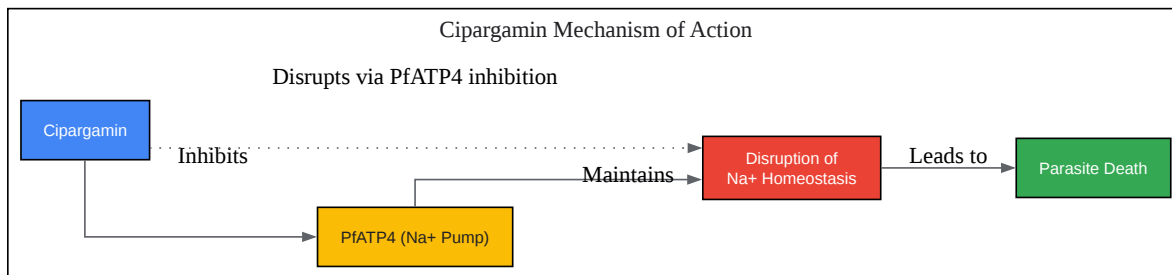 Cipargamin Mechanism of Action
Disrupts via PfATP4 inhibition
Cipargamin
Inhibits
Maintains
Disruption of
Na+ Homeostasis
Leads to
Parasite Death
PfATP4 (Na+ Pump)